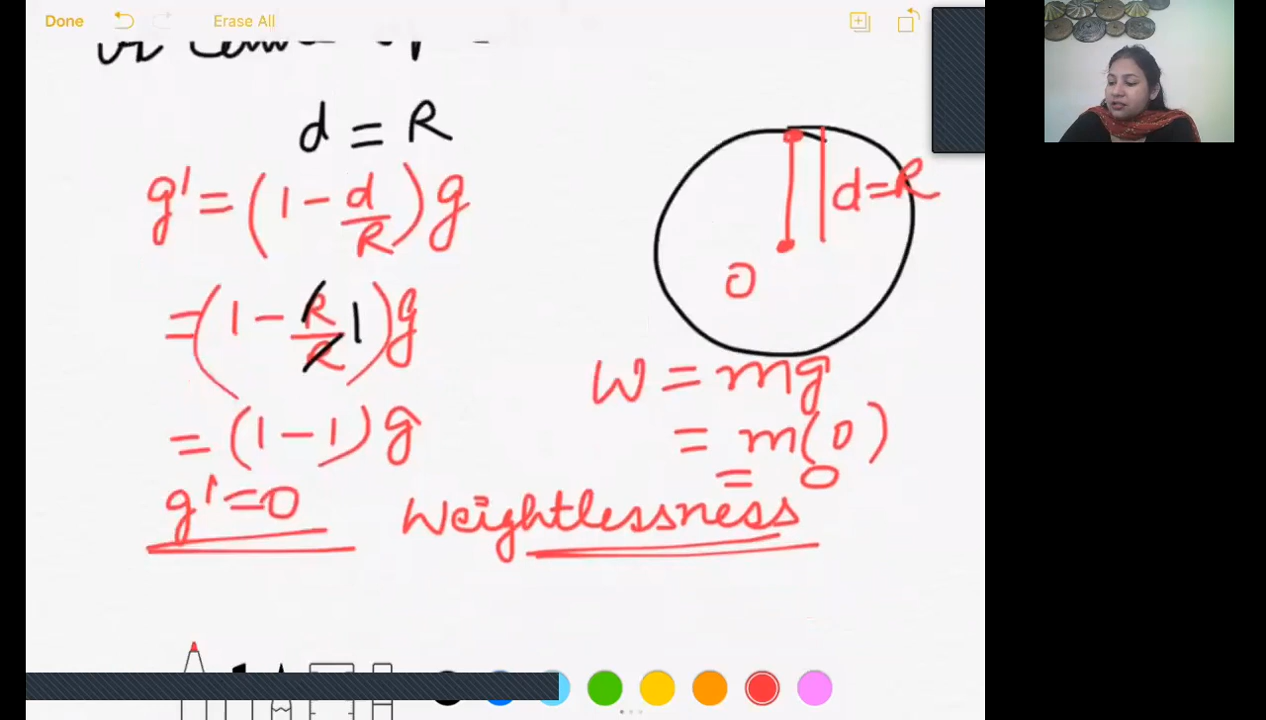 Done
Erase All
d = R
g' = (1 - d/R) g
= (1 - R/R 1) g
= (1 - 1) g
g' = 0
d = R
O
W = mg
= m(0)
= 0
Weightlessness